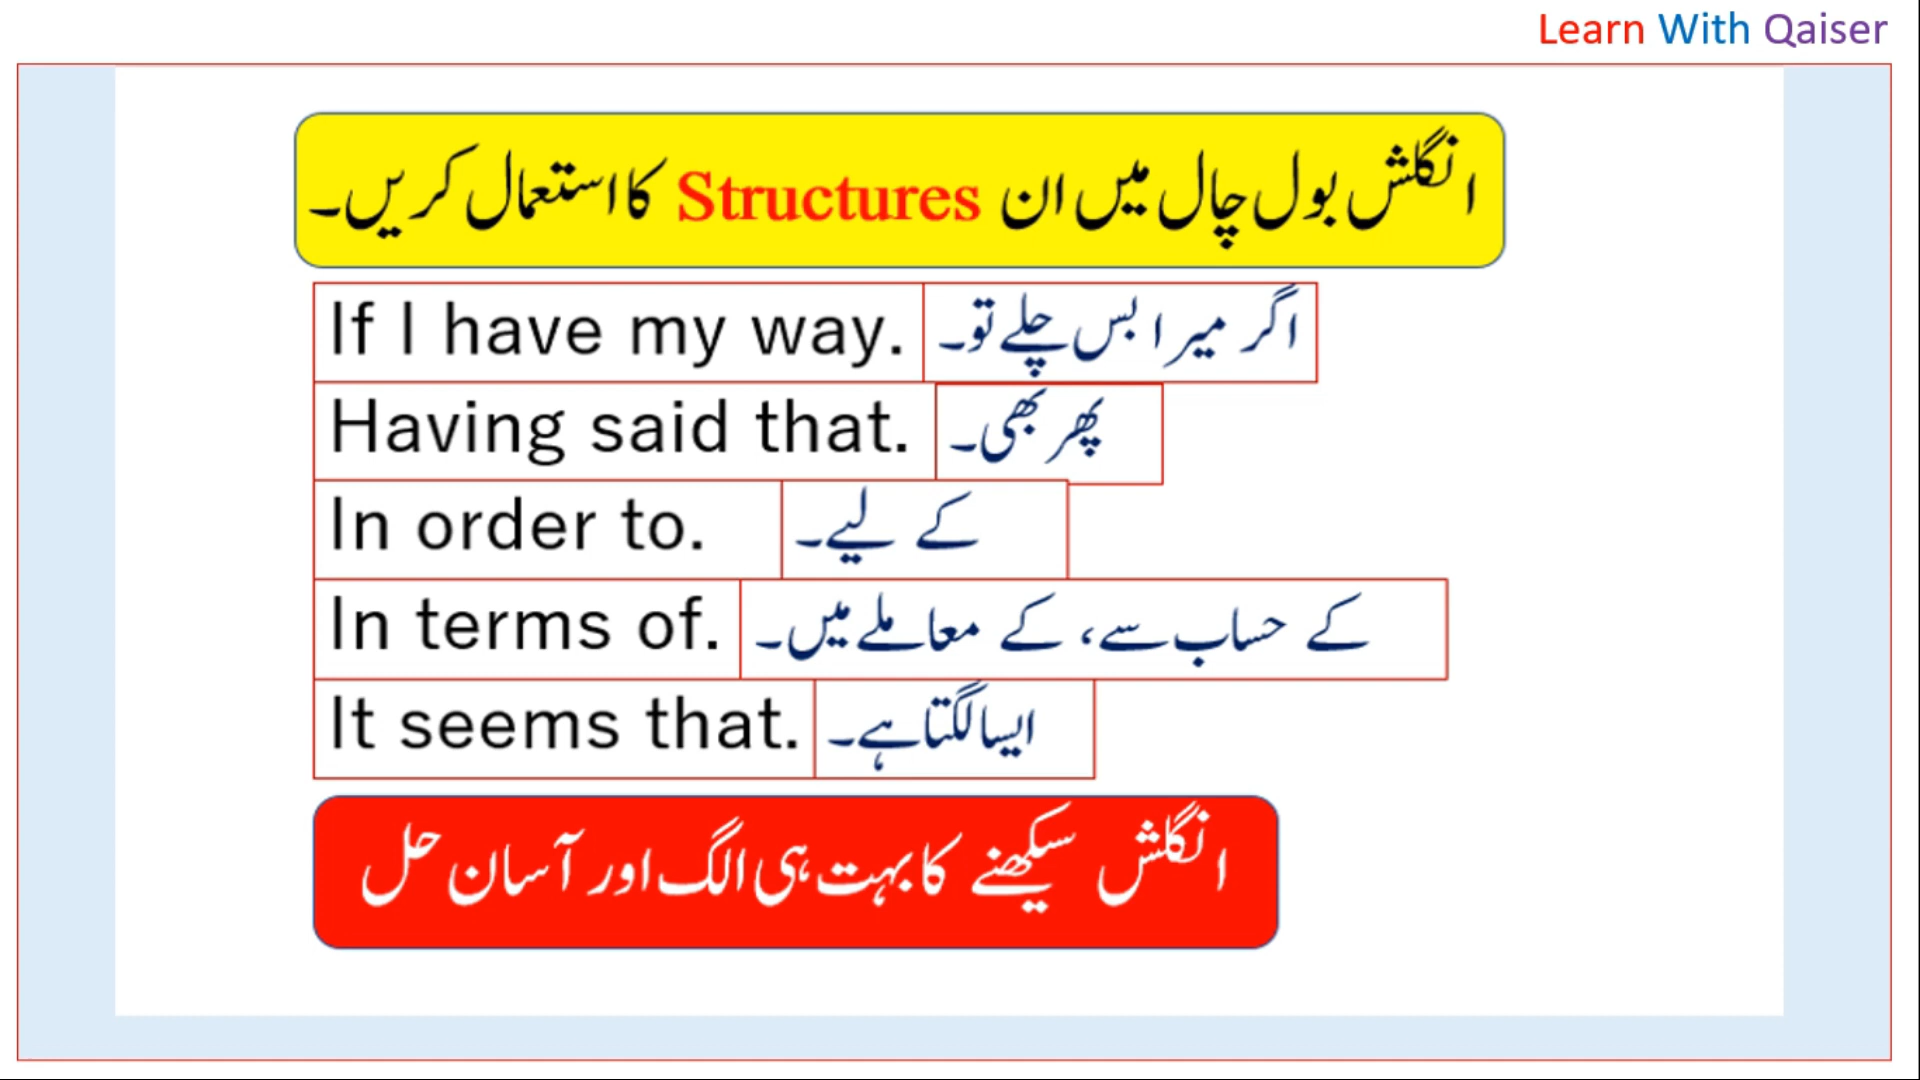 Learn With Qaiser
انگلش بول چال میں ان Structures کا استعمال کریں۔
If I have my way. اگر میرا بس چلے تو۔
Having said that. پھر بھی۔
In order to. کے لیے۔
In terms of. کے حساب سے، کے معاملے میں۔
It seems that. ایسا لگتا ہے۔
انگلش سیکھنے کا بہت ہی الگ اور آسان حل